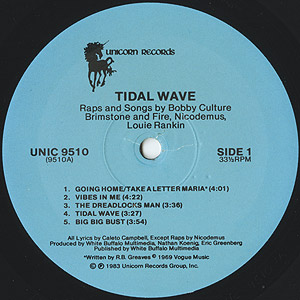 UNICORN RECORDS
TIDAL WAVE
Raps and Songs by Bobby Culture
Brimstone and Fire, Nicodemus,
Louie Rankin
UNIC 9510
(9510A)
SIDE 1
33⅓RPM
1 GOING HOME/TAKE A LETTER MARIA* (4:01)
2 VIBES IN ME (4:22)
3 THE DREADLOCKS MAN (3:36)
4 TIDAL WAVE (3:27)
5 BIG BIG BUST (3:54)
All Lyrics by Caleto Campbell, Except Raps by Nicodemus
Produced by White Buffalo Multimedia, Nathan Koenig, Eric Greenberg
Published by White Buffalo Multimedia
*Written by R.B. Greaves © 1969 Vogue Music
℗ © 1983 Unicorn Records Group, Inc.